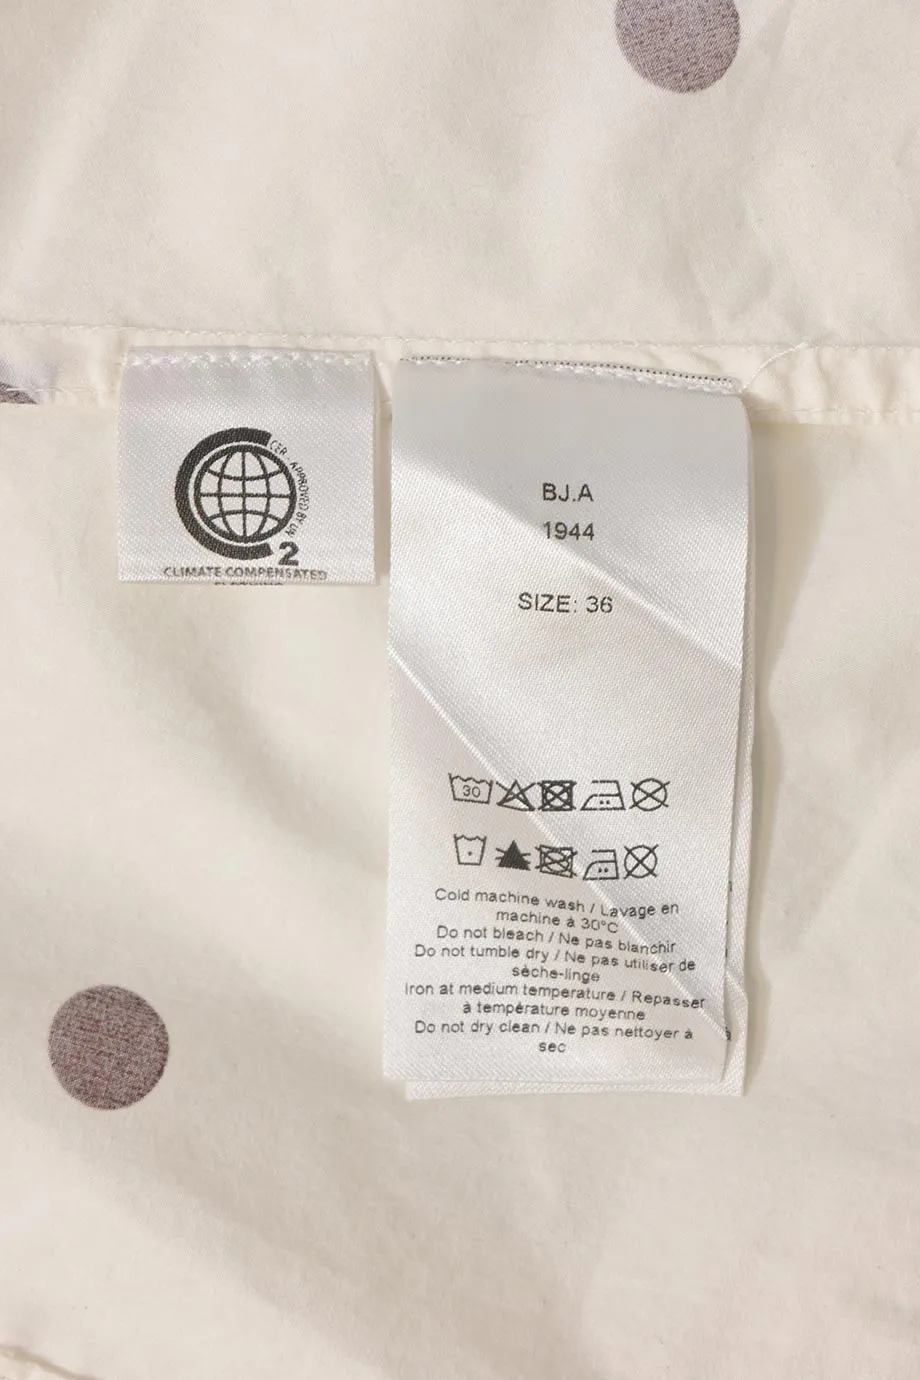 CER - APPROVED BY UN
2
CLIMATE COMPENSATED
CLOTHING
BJ.A
1944
SIZE: 36
30
Cold machine wash / Lavage en
machine à 30°C
Do not bleach / Ne pas blanchir
Do not tumble dry / Ne pas utiliser de
sèche-linge
Iron at medium temperature / Repasser
à température moyenne
Do not dry clean / Ne pas nettoyer à
sec